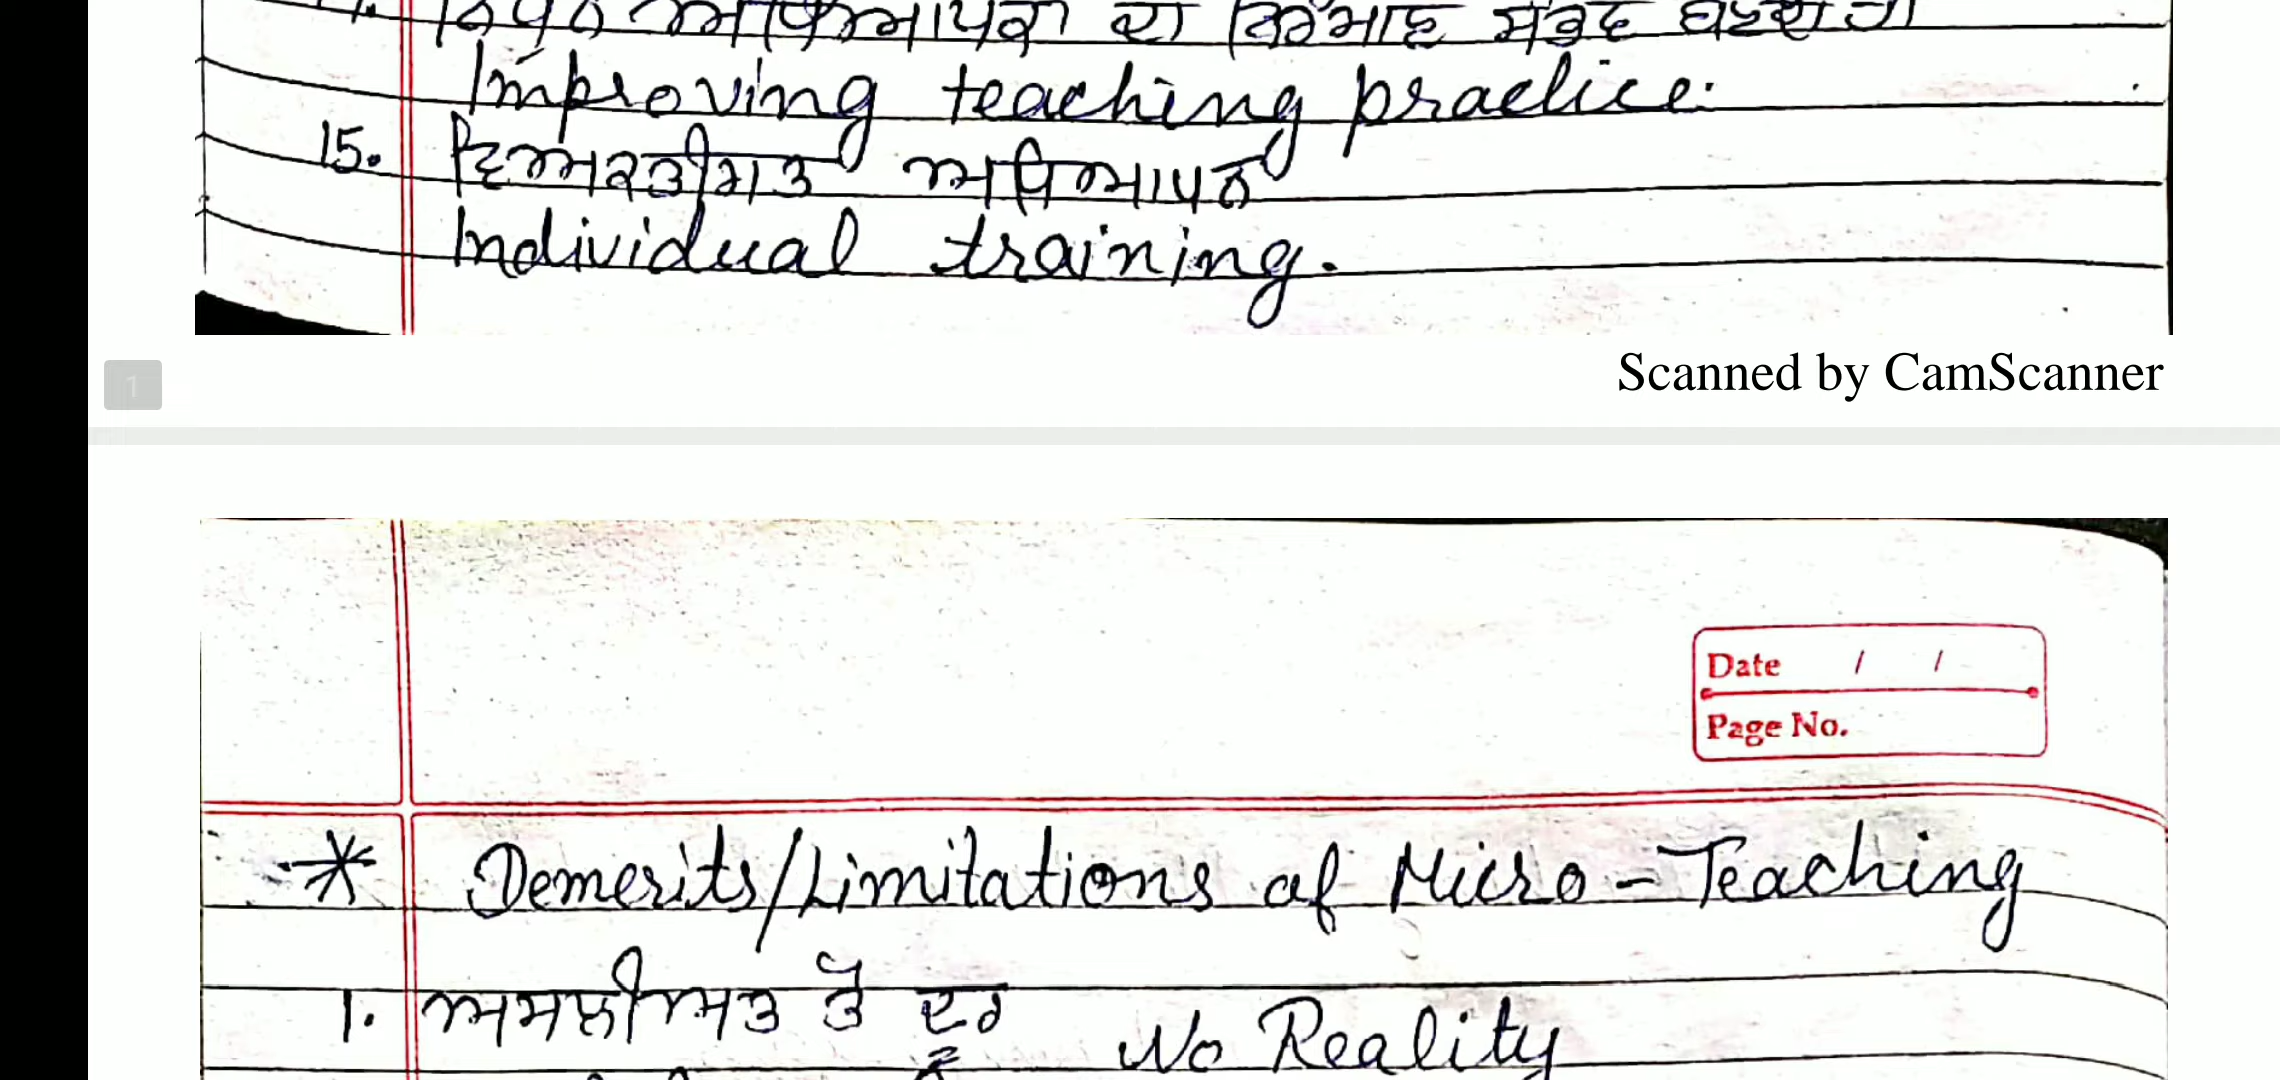 Improving teaching practice.
15. ਵਿਅਕਤੀਗਤ ਅਧਿਆਪਨ
Individual training.
Scanned by CamScanner
1
Date / /
Page No.
* Demerits/Limitations of Micro-Teaching
1. ਅਸਲੀਅਤ ਤੋਂ ਦੂਰ No Reality